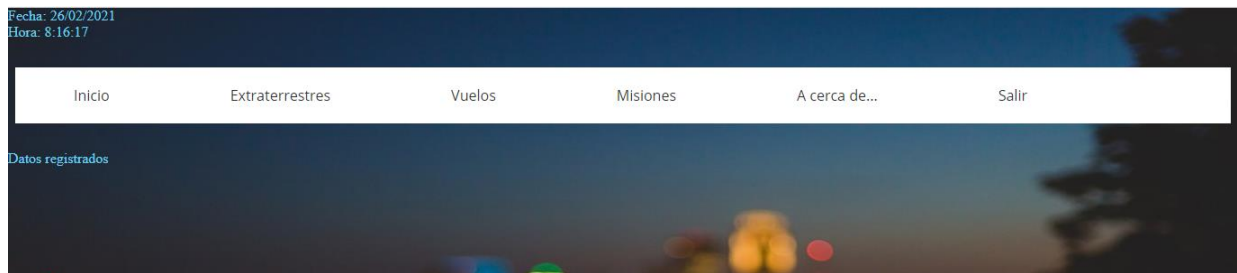 Fecha: 26/02/2021
Hora: 8:16:17
Inicio Extraterrestres Vuelos Misiones A cerca de... Salir
Datos registrados